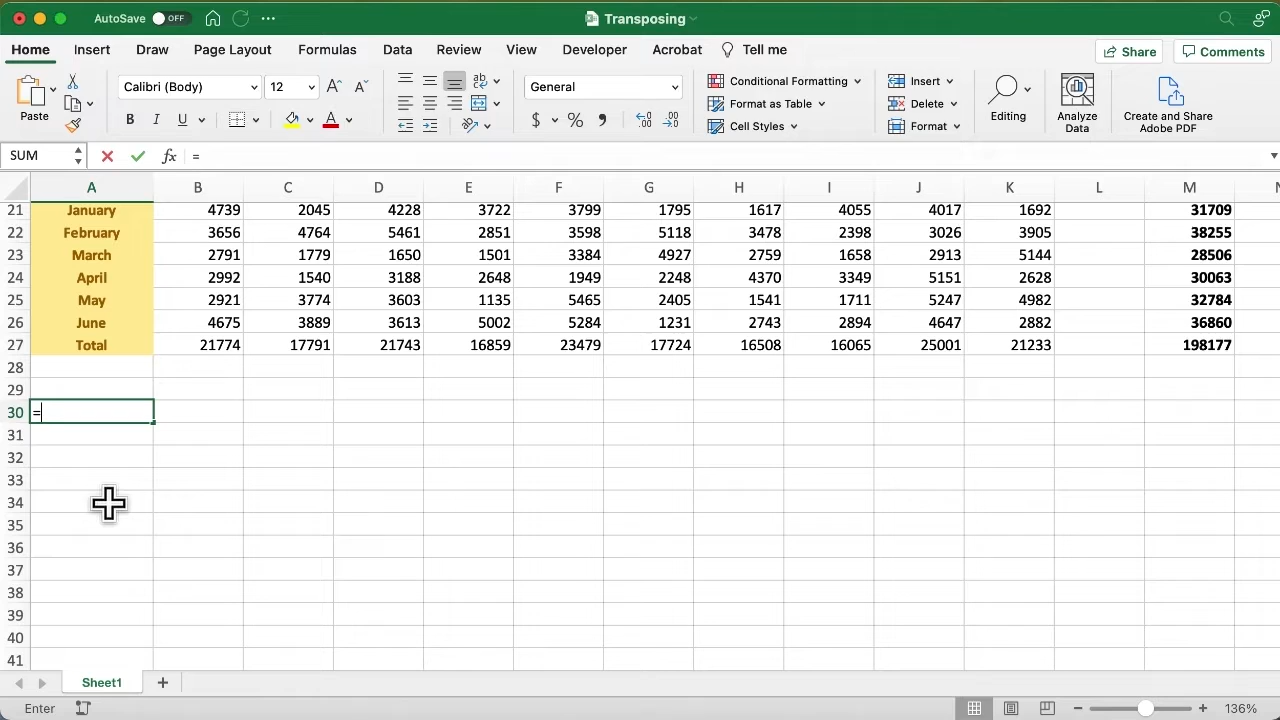 AutoSave OFF ... Transposing
Home Insert Draw Page Layout Formulas Data Review View Developer Acrobat Tell me Share Comments
Paste Calibri (Body) 12 A A ab General Conditional Formatting Insert Editing Analyze Data Create and Share Adobe PDF
Format as Table Delete
B I U A $ % 9 Cell Styles Format
SUM fx =
A B C D E F G H I J K L M N
21 January 4739 2045 4228 3722 3799 1795 1617 4055 4017 1692 31709
22 February 3656 4764 5461 2851 3598 5118 3478 2398 3026 3905 38255
23 March 2791 1779 1650 1501 3384 4927 2759 1658 2913 5144 28506
24 April 2992 1540 3188 2648 1949 2248 4370 3349 5151 2628 30063
25 May 2921 3774 3603 1135 5465 2405 1541 1711 5247 4982 32784
26 June 4675 3889 3613 5002 5284 1231 2743 2894 4647 2882 36860
27 Total 21774 17791 21743 16859 23479 17724 16508 16065 25001 21233 198177
28
29
30 =
31
32
33
34
35
36
37
38
39
40
41
Sheet1 +
Enter − + 136%